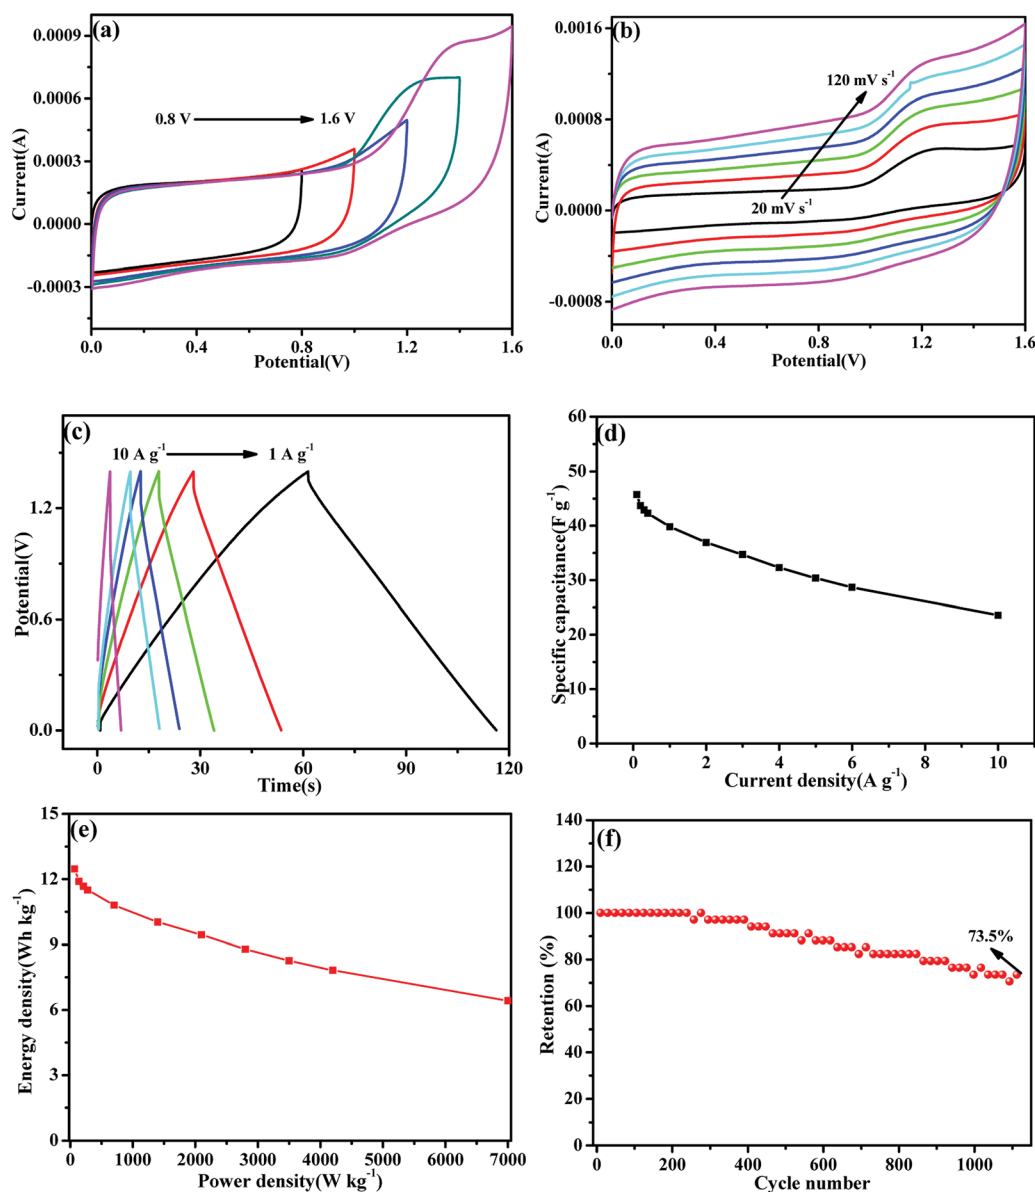 (a)
0.0009
0.0006
0.0003
0.0000
-0.0003
Current(A)
0.8 V
1.6 V
0.0
0.4
0.8
1.2
1.6
Potential(V)
(b)
0.0016
0.0008
0.0000
-0.0008
Current(A)
120 mV s⁻¹
20 mV s⁻¹
0.0
0.4
0.8
1.2
1.6
Potential(V)
(c)
10 A g⁻¹
1 A g⁻¹
1.2
0.6
0.0
Potential(V)
0
30
60
90
120
Time(s)
(d)
60
50
40
30
20
10
0
Specific capacitance(F g⁻¹)
0
2
4
6
8
10
Current density(A g⁻¹)
(e)
15
12
9
6
3
0
Energy density(Wh kg⁻¹)
0
1000
2000
3000
4000
5000
6000
7000
Power density(W kg⁻¹)
(f)
140
120
100
80
60
40
20
0
Retention (%)
73.5%
0
200
400
600
800
1000
Cycle number